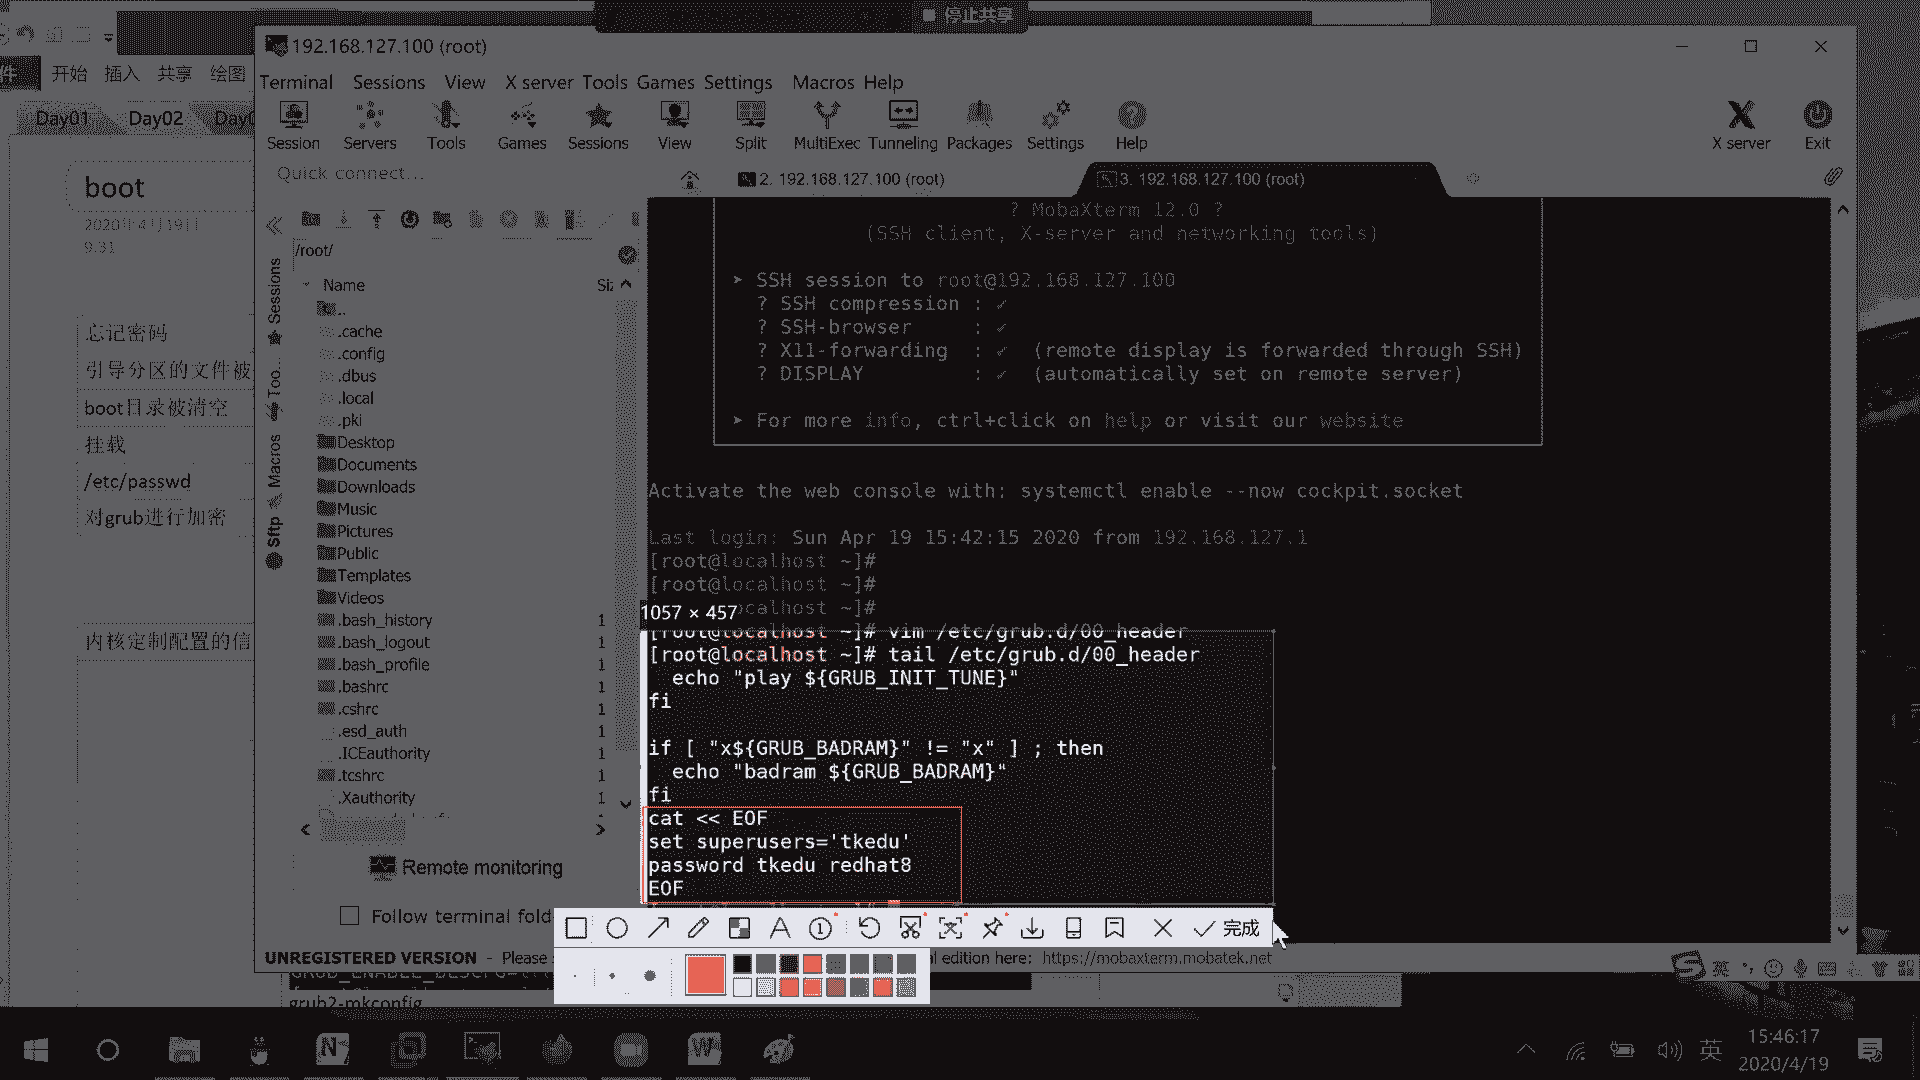 停止共享
192.168.127.100 (root)
件 开始 插入 共享 绘图
Terminal Sessions View X server Tools Games Settings Macros Help
Day01 Day02
Session Servers Tools Games Sessions View Split MultiExec Tunneling Packages Settings Help X server Exit
Quick connect...
2. 192.168.127.100 (root)
3. 192.168.127.100 (root)
boot
2020年4月19日
9:31
忘记密码
引导分区的文件被
boot目录被清空
挂载
/etc/passwd
对grub进行加密
内核定制配置的信
Sessions
Too...
Macros
Sftp
/root/
Name
..
.cache
.config
.dbus
.local
.pki
Desktop
Documents
Downloads
Music
Pictures
Public
Templates
Videos
.bash_history 1
.bash_logout 1
.bash_profile 1
.bashrc 1
.cshrc 1
.esd_auth 1
.ICEauthority 1
.tcshrc 1
.Xauthority 1
Remote monitoring
? MobaXterm 12.0 ?
(SSH client, X-server and networking tools)
➤ SSH session to root@192.168.127.100
? SSH compression : ✓
? SSH-browser : ✓
? X11-forwarding : ✓ (remote display is forwarded through SSH)
? DISPLAY : ✓ (automatically set on remote server)
➤ For more info, ctrl+click on help or visit our website
Activate the web console with: systemctl enable --now cockpit.socket
Last login: Sun Apr 19 15:42:15 2020 from 192.168.127.1
[root@localhost ~]#
[root@localhost ~]#
ocalhost ~]#
1057 × 457
[root@localhost ~]# vim /etc/grub.d/00_header
[root@localhost ~]# tail /etc/grub.d/00_header
echo "play ${GRUB_INIT_TUNE}"
fi
if [ "x${GRUB_BADRAM}" != "x" ] ; then
echo "badram ${GRUB_BADRAM}"
fi
cat << EOF
set superusers='tkedu'
password tkedu redhat8
EOF
Follow terminal fold
完成
UNREGISTERED VERSION - Please
al edition here: https://mobaxterm.mobatek.net
grub2-mkconfig
英
英
15:46:17
2020/4/19